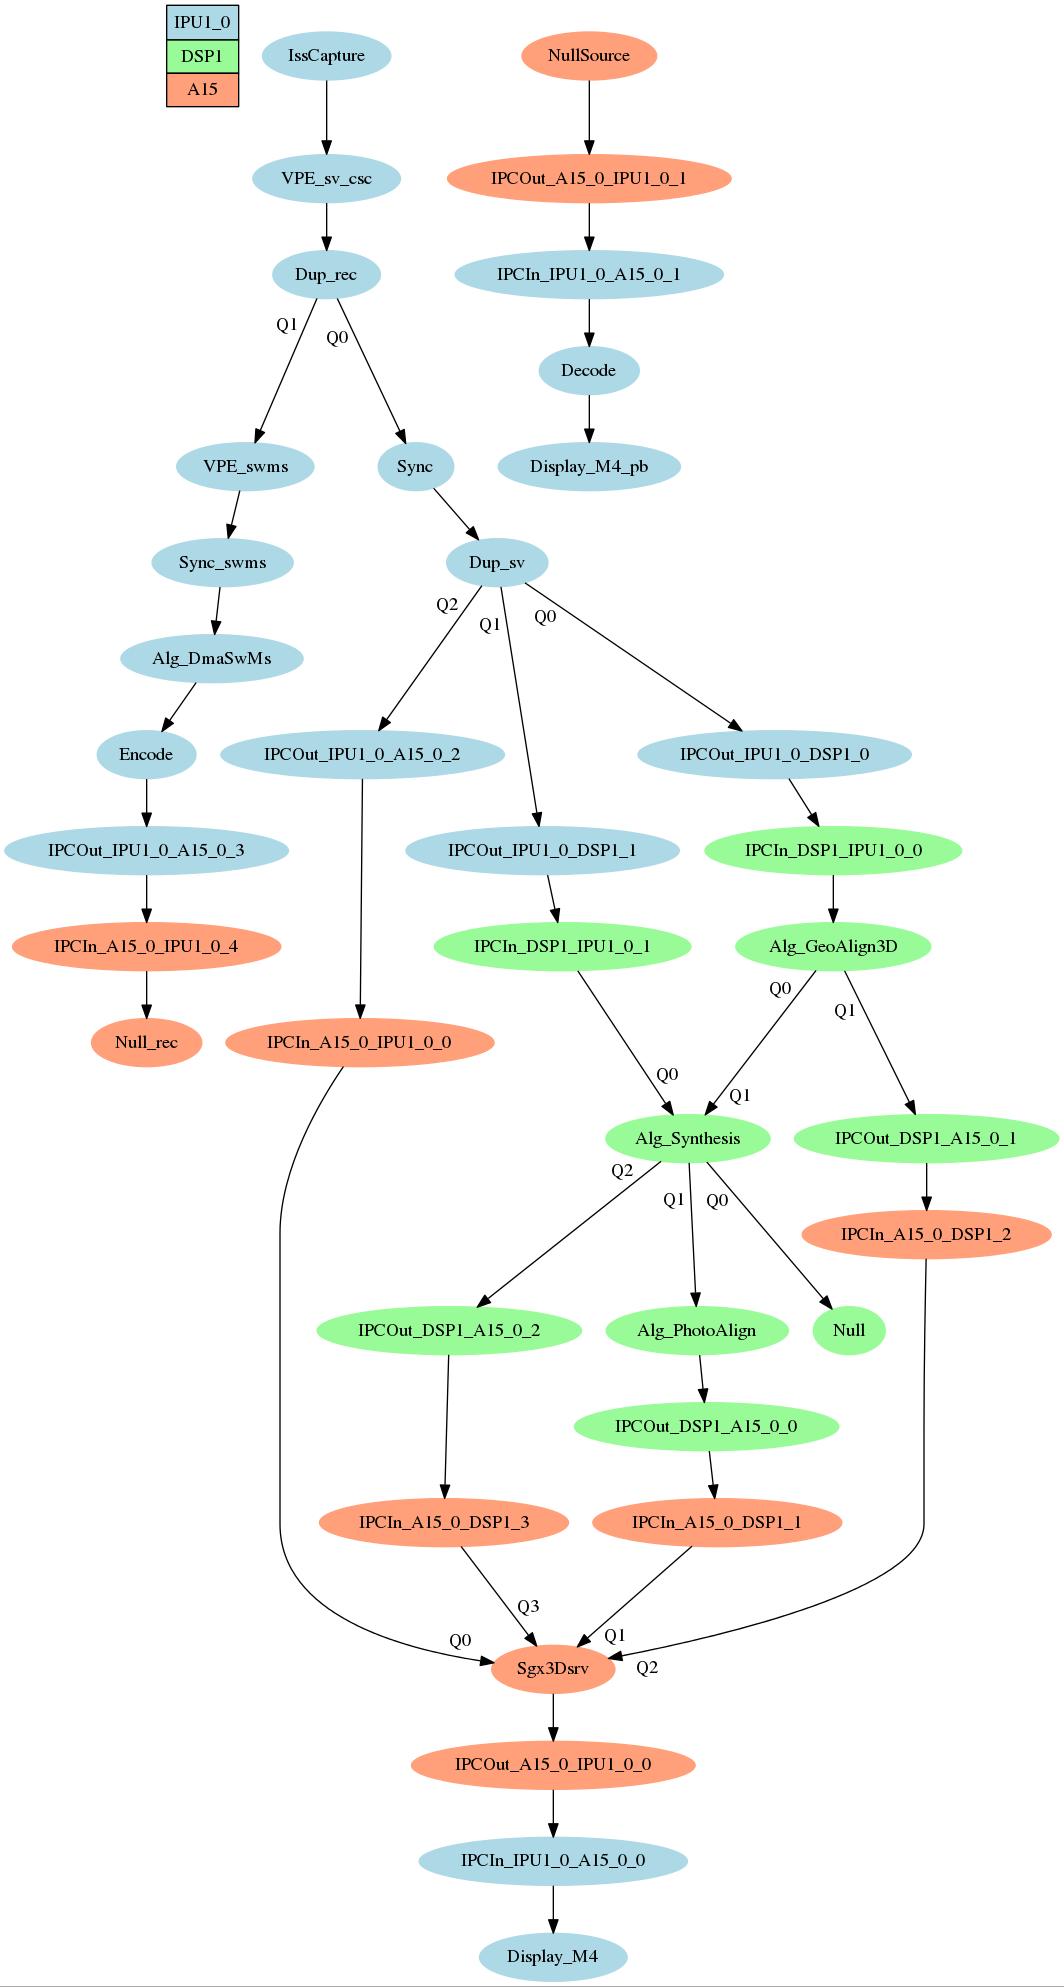 IPU1_0
DSP1
A15
IssCapture
NullSource
VPE_sv_csc
IPCOut_A15_0_IPU1_0_1
Dup_rec
IPCIn_IPU1_0_A15_0_1
Q1
Q0
Decode
VPE_swms
Sync
Display_M4_pb
Sync_swms
Dup_sv
Q2
Q1
Q0
Alg_DmaSwMs
Encode
IPCOut_IPU1_0_A15_0_2
IPCOut_IPU1_0_DSP1_0
IPCOut_IPU1_0_A15_0_3
IPCOut_IPU1_0_DSP1_1
IPCIn_DSP1_IPU1_0_0
IPCIn_A15_0_IPU1_0_4
IPCIn_DSP1_IPU1_0_1
Alg_GeoAlign3D
Q0
Q1
Null_rec
IPCIn_A15_0_IPU1_0_0
Q0
Q1
Alg_Synthesis
IPCOut_DSP1_A15_0_1
Q2
Q1
Q0
IPCIn_A15_0_DSP1_2
IPCOut_DSP1_A15_0_2
Alg_PhotoAlign
Null
IPCOut_DSP1_A15_0_0
IPCIn_A15_0_DSP1_3
IPCIn_A15_0_DSP1_1
Q3
Q0
Q1
Q2
Sgx3Dsrv
IPCOut_A15_0_IPU1_0_0
IPCIn_IPU1_0_A15_0_0
Display_M4